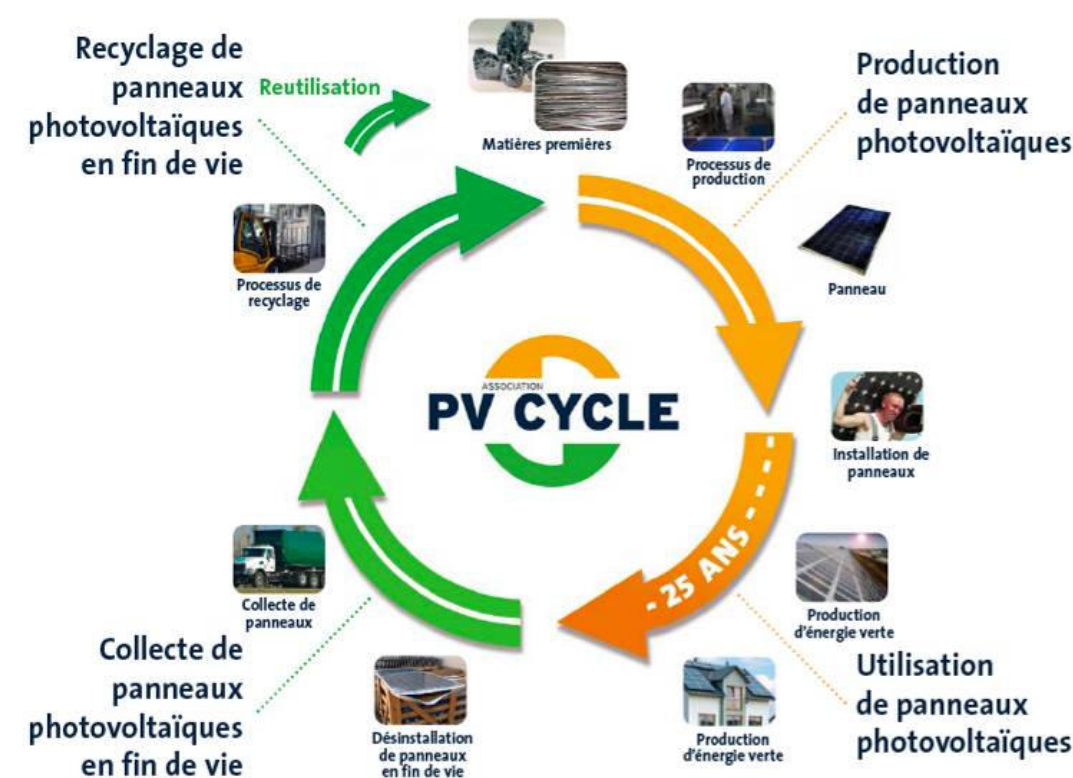 Recyclage de
panneaux
photovoltaïques
en fin de vie
Reutilisation
Matières premières
Processus de
production
Production
de panneaux
photovoltaïques
Panneau
Installation de
panneaux
Production
d'énergie verte
- 25 ANS - - - -
Utilisation
de panneaux
photovoltaïques
Production
d'énergie verte
Désinstallation
de panneaux
en fin de vie
Collecte de
panneaux
Collecte de
panneaux
photovoltaïques
en fin de vie
Processus de
recyclage
ASSOCIATION
PV CYCLE